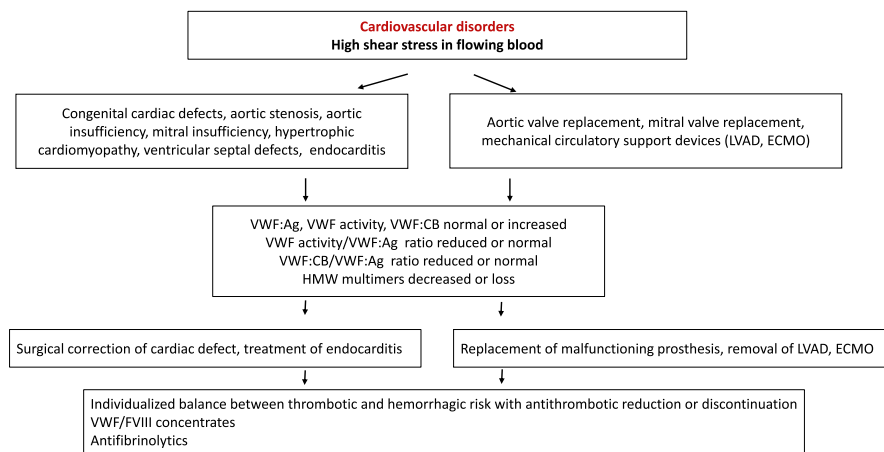 Cardiovascular disorders
High shear stress in flowing blood
Congenital cardiac defects, aortic stenosis, aortic
insufficiency, mitral insufficiency, hypertrophic
cardiomyopathy, ventricular septal defects, endocarditis
Aortic valve replacement, mitral valve replacement,
mechanical circulatory support devices (LVAD, ECMO)
VWF:Ag, VWF activity, VWF:CB normal or increased
VWF activity/VWF:Ag ratio reduced or normal
VWF:CB/VWF:Ag ratio reduced or normal
HMW multimers decreased or loss
Surgical correction of cardiac defect, treatment of endocarditis
Replacement of malfunctioning prosthesis, removal of LVAD, ECMO
Individualized balance between thrombotic and hemorrhagic risk with antithrombotic reduction or discontinuation
VWF/FVIII concentrates
Antifibrinolytics